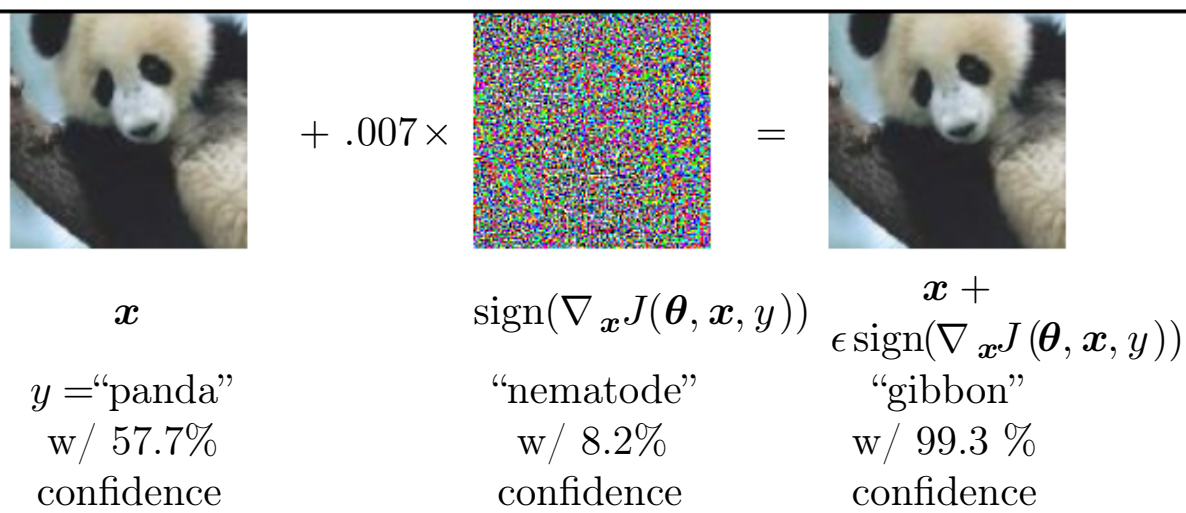 + .007×
=
x
sign(∇ₓJ(θ, x, y))
x +
ϵ sign(∇ₓJ(θ, x, y))
y =“panda”
“nematode”
“gibbon”
w/ 57.7%
w/ 8.2%
w/ 99.3 %
confidence
confidence
confidence